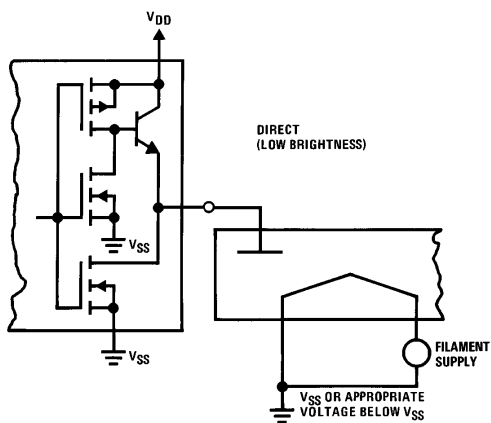 VDD
DIRECT
(LOW BRIGHTNESS)
VSS
VSS
FILAMENT
SUPPLY
VSS OR APPROPRIATE
VOLTAGE BELOW VSS